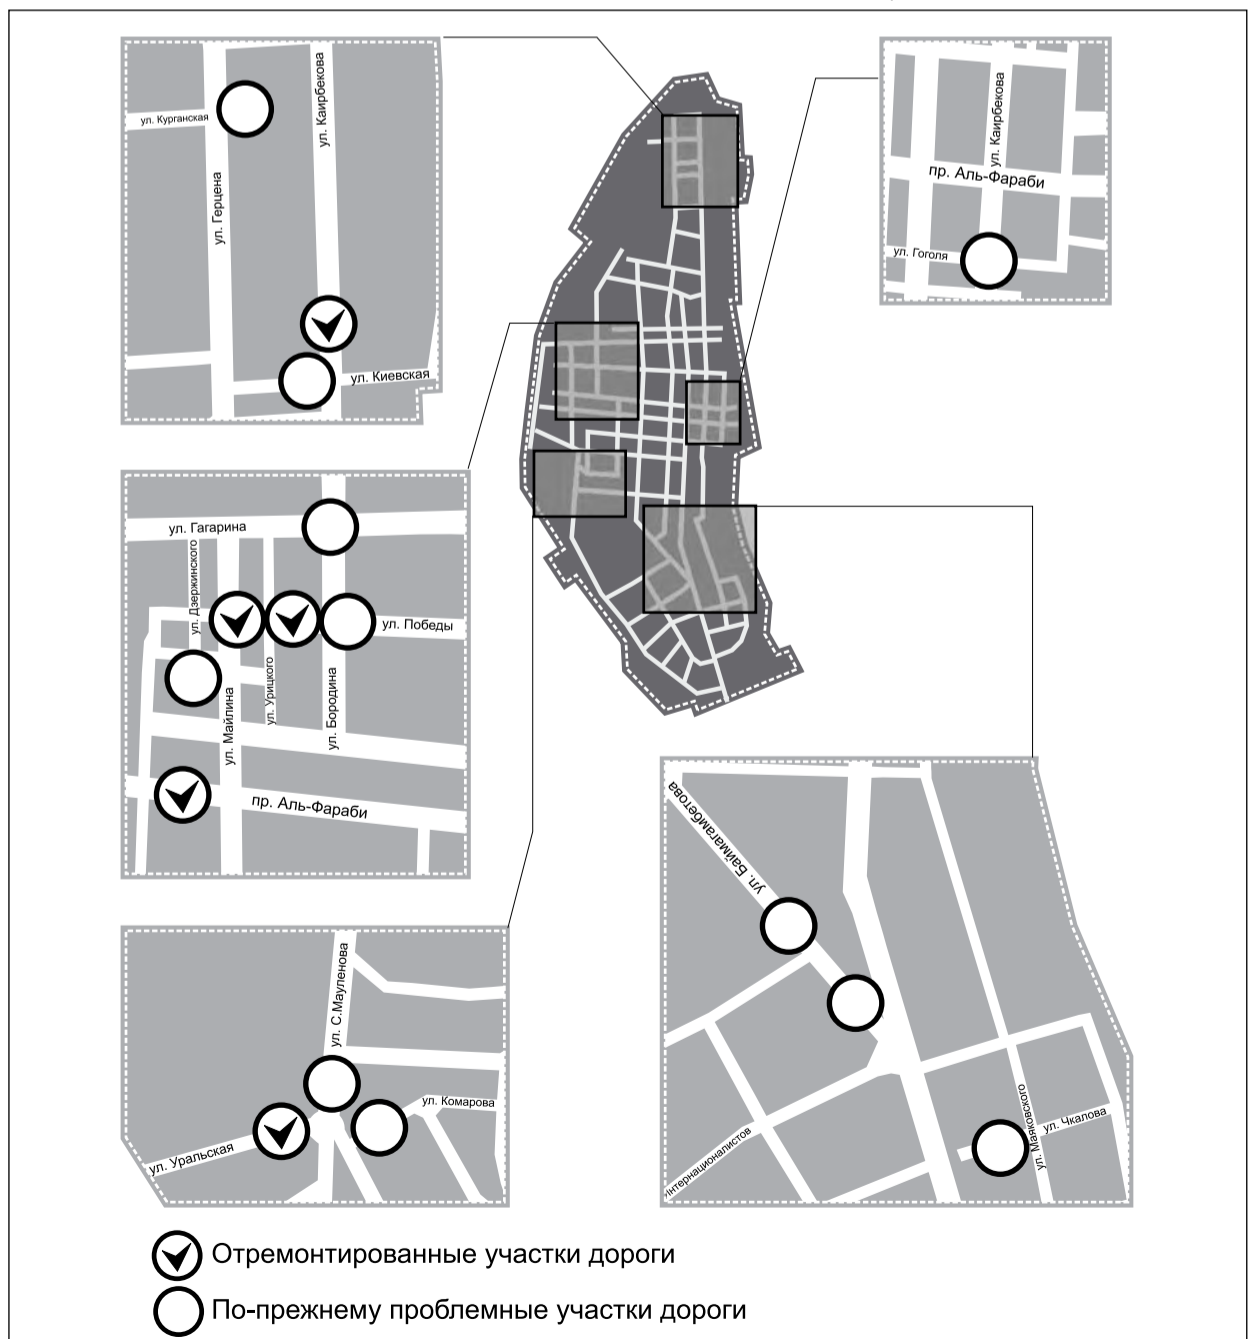 ул. Курганская
ул. Герцена
ул. Каирбекова
ул. Киевская
ул. Каирбекова
пр. Аль-Фараби
ул. Гоголя
ул. Гагарина
ул. Дзержинского
ул. Победы
ул. Урицкого
ул. Майлина
ул. Бородина
пр. Аль-Фараби
ул. С.Мауленова
ул. Комарова
ул. Уральская
ул. Баймагамбетова
ул. Маяковского
ул. Чкалова
Интернационалистов
Отремонтированные участки дороги
По-прежнему проблемные участки дороги